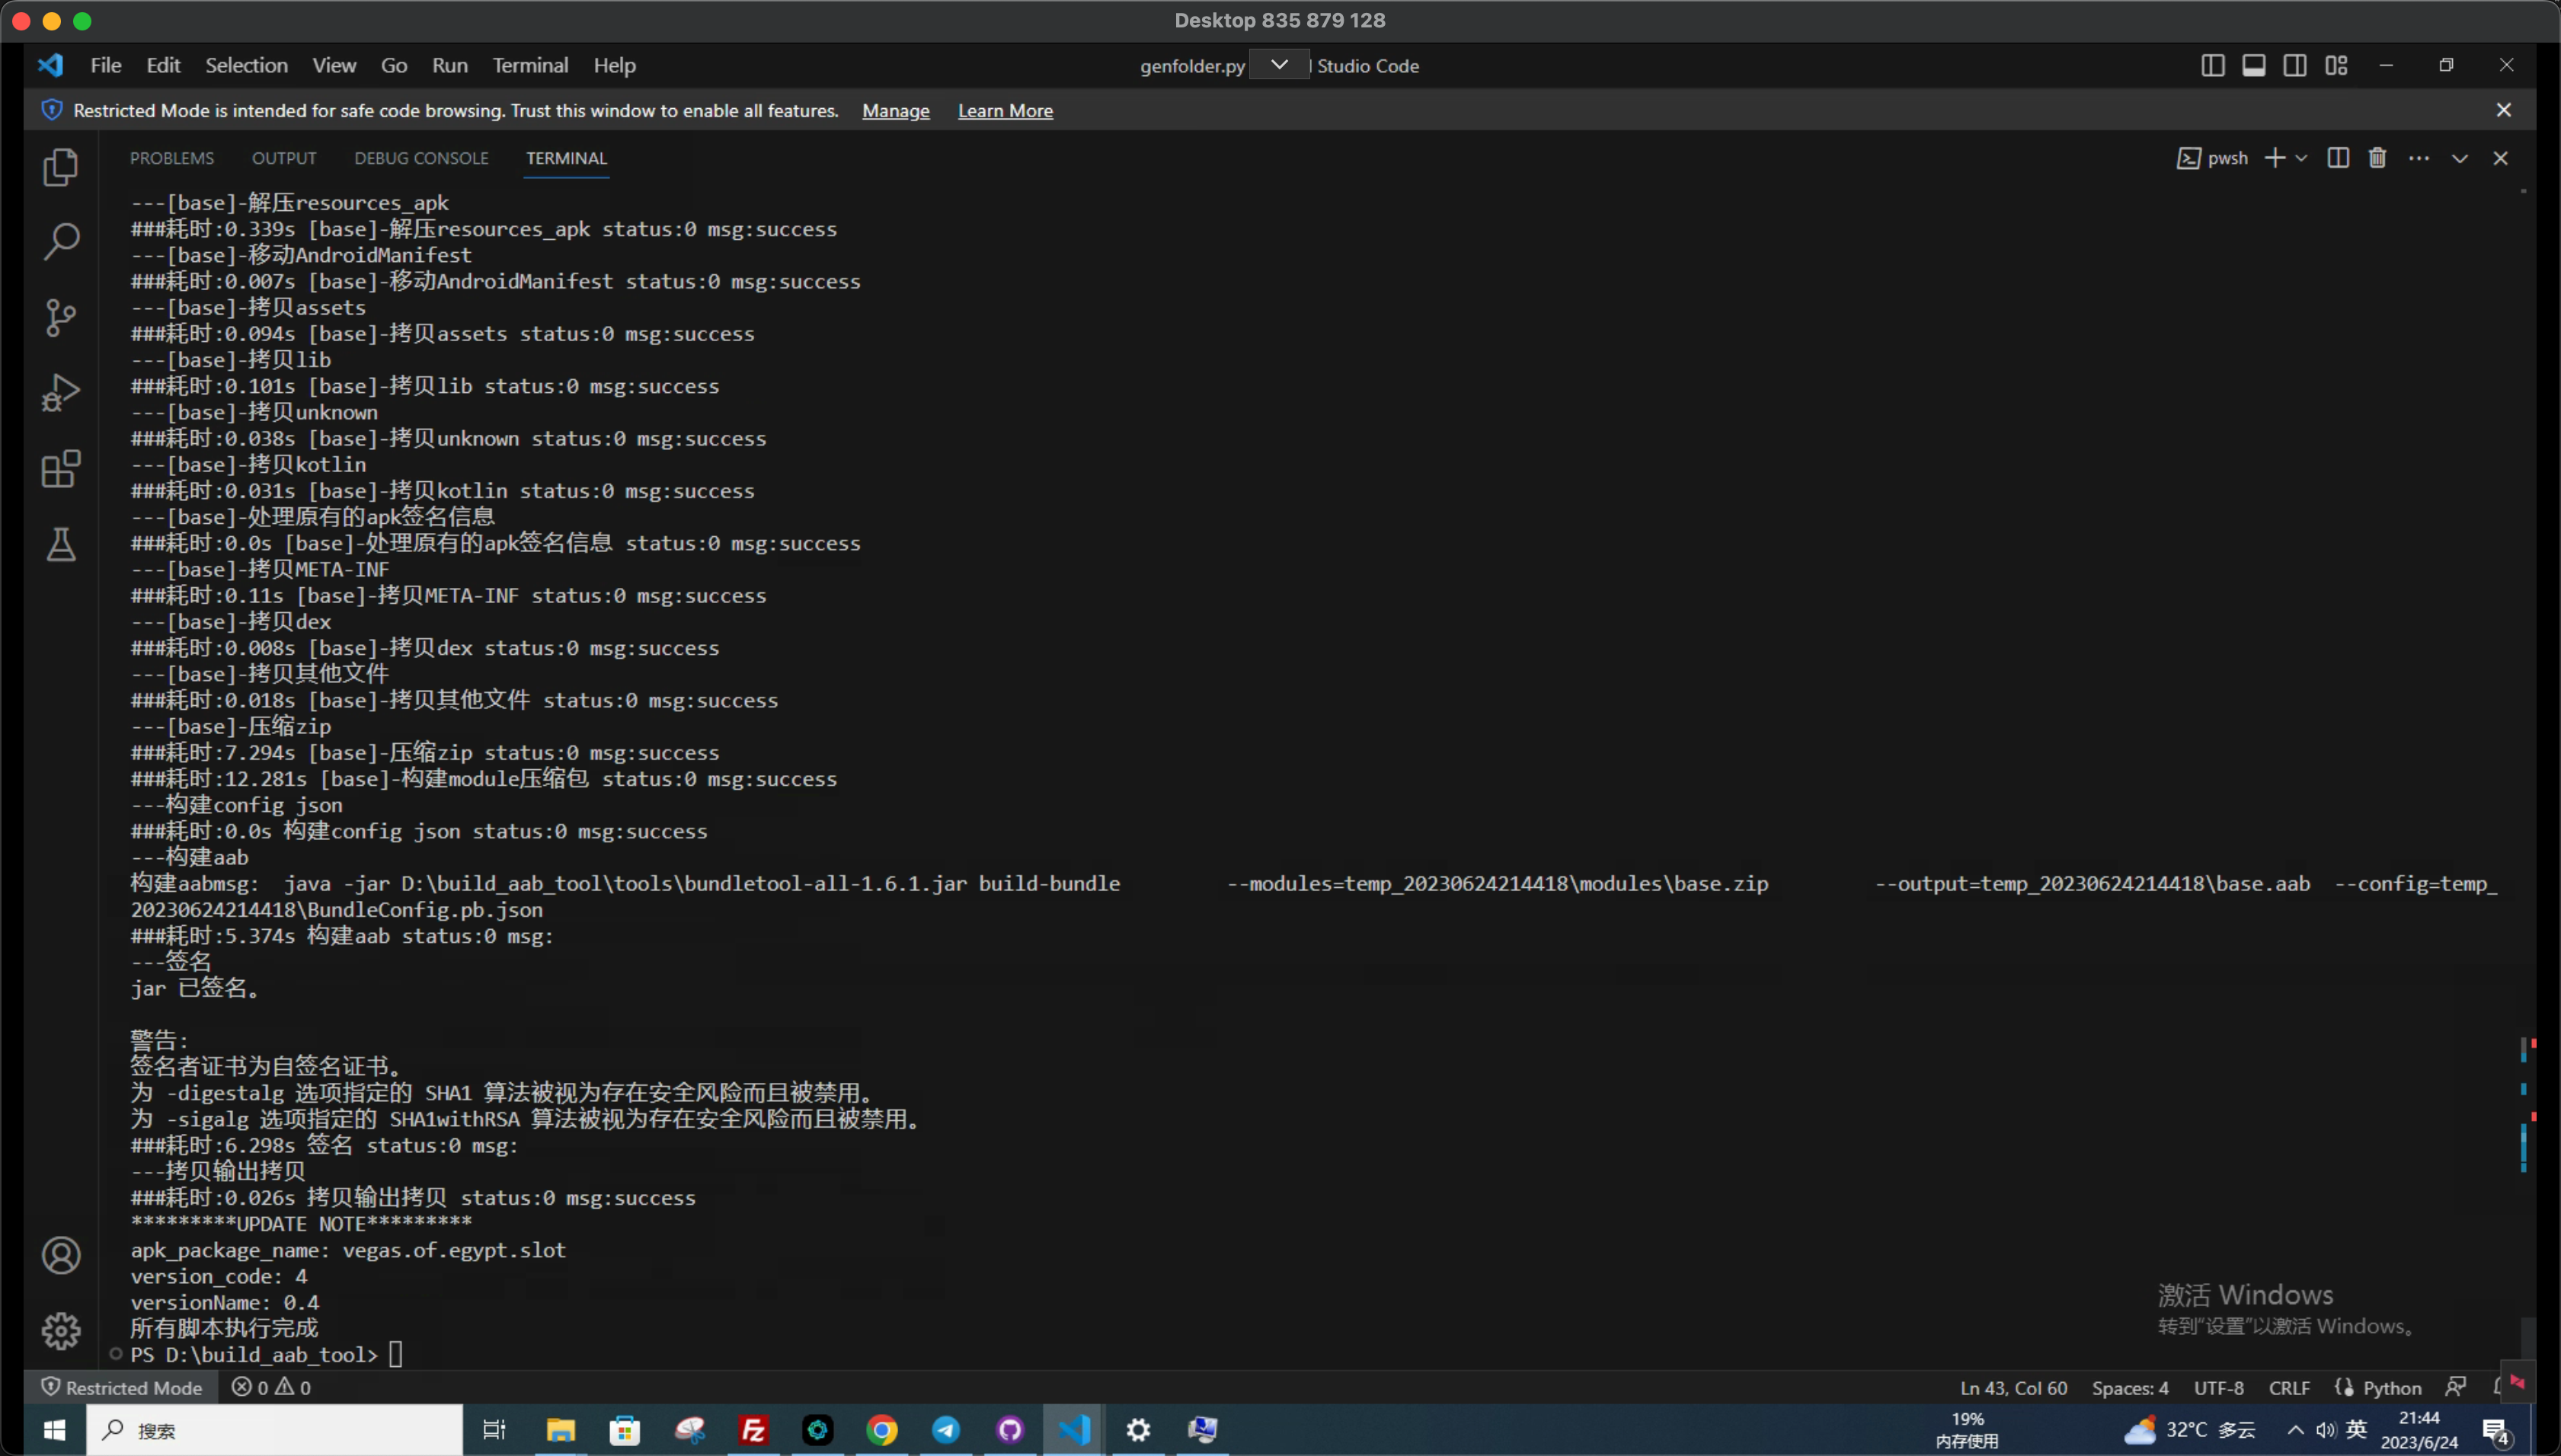 Desktop 835 879 128
File Edit Selection View Go Run Terminal Help
genfolder.py
Studio Code
Restricted Mode is intended for safe code browsing. Trust this window to enable all features. Manage Learn More
PROBLEMS OUTPUT DEBUG CONSOLE TERMINAL
pwsh
---[base]-解压resources_apk
###耗时:0.339s [base]-解压resources_apk status:0 msg:success
---[base]-移动AndroidManifest
###耗时:0.007s [base]-移动AndroidManifest status:0 msg:success
---[base]-拷贝assets
###耗时:0.094s [base]-拷贝assets status:0 msg:success
---[base]-拷贝lib
###耗时:0.101s [base]-拷贝lib status:0 msg:success
---[base]-拷贝unknown
###耗时:0.038s [base]-拷贝unknown status:0 msg:success
---[base]-拷贝kotlin
###耗时:0.031s [base]-拷贝kotlin status:0 msg:success
---[base]-处理原有的apk签名信息
###耗时:0.0s [base]-处理原有的apk签名信息 status:0 msg:success
---[base]-拷贝META-INF
###耗时:0.11s [base]-拷贝META-INF status:0 msg:success
---[base]-拷贝dex
###耗时:0.008s [base]-拷贝dex status:0 msg:success
---[base]-拷贝其他文件
###耗时:0.018s [base]-拷贝其他文件 status:0 msg:success
---[base]-压缩zip
###耗时:7.294s [base]-压缩zip status:0 msg:success
###耗时:12.281s [base]-构建module压缩包 status:0 msg:success
---构建config json
###耗时:0.0s 构建config json status:0 msg:success
---构建aab
构建aabmsg:  java -jar D:\build_aab_tool\tools\bundletool-all-1.6.1.jar build-bundle         --modules=temp_20230624214418\modules\base.zip         --output=temp_20230624214418\base.aab  --config=temp_
20230624214418\BundleConfig.pb.json
###耗时:5.374s 构建aab status:0 msg:
---签名
jar 已签名。
警告:
签名者证书为自签名证书。
为 -digestalg 选项指定的 SHA1 算法被视为存在安全风险而且被禁用。
为 -sigalg 选项指定的 SHA1withRSA 算法被视为存在安全风险而且被禁用。
###耗时:6.298s 签名 status:0 msg:
---拷贝输出拷贝
###耗时:0.026s 拷贝输出拷贝 status:0 msg:success
*********UPDATE NOTE*********
apk_package_name: vegas.of.egypt.slot
version_code: 4
versionName: 0.4
所有脚本执行完成
PS D:\build_aab_tool>
激活 Windows
转到“设置”以激活 Windows。
Restricted Mode 0 0
Ln 43, Col 60 Spaces: 4 UTF-8 CRLF Python
搜索
Fz
19%
内存使用
32°C 多云
英
21:44
2023/6/24
4